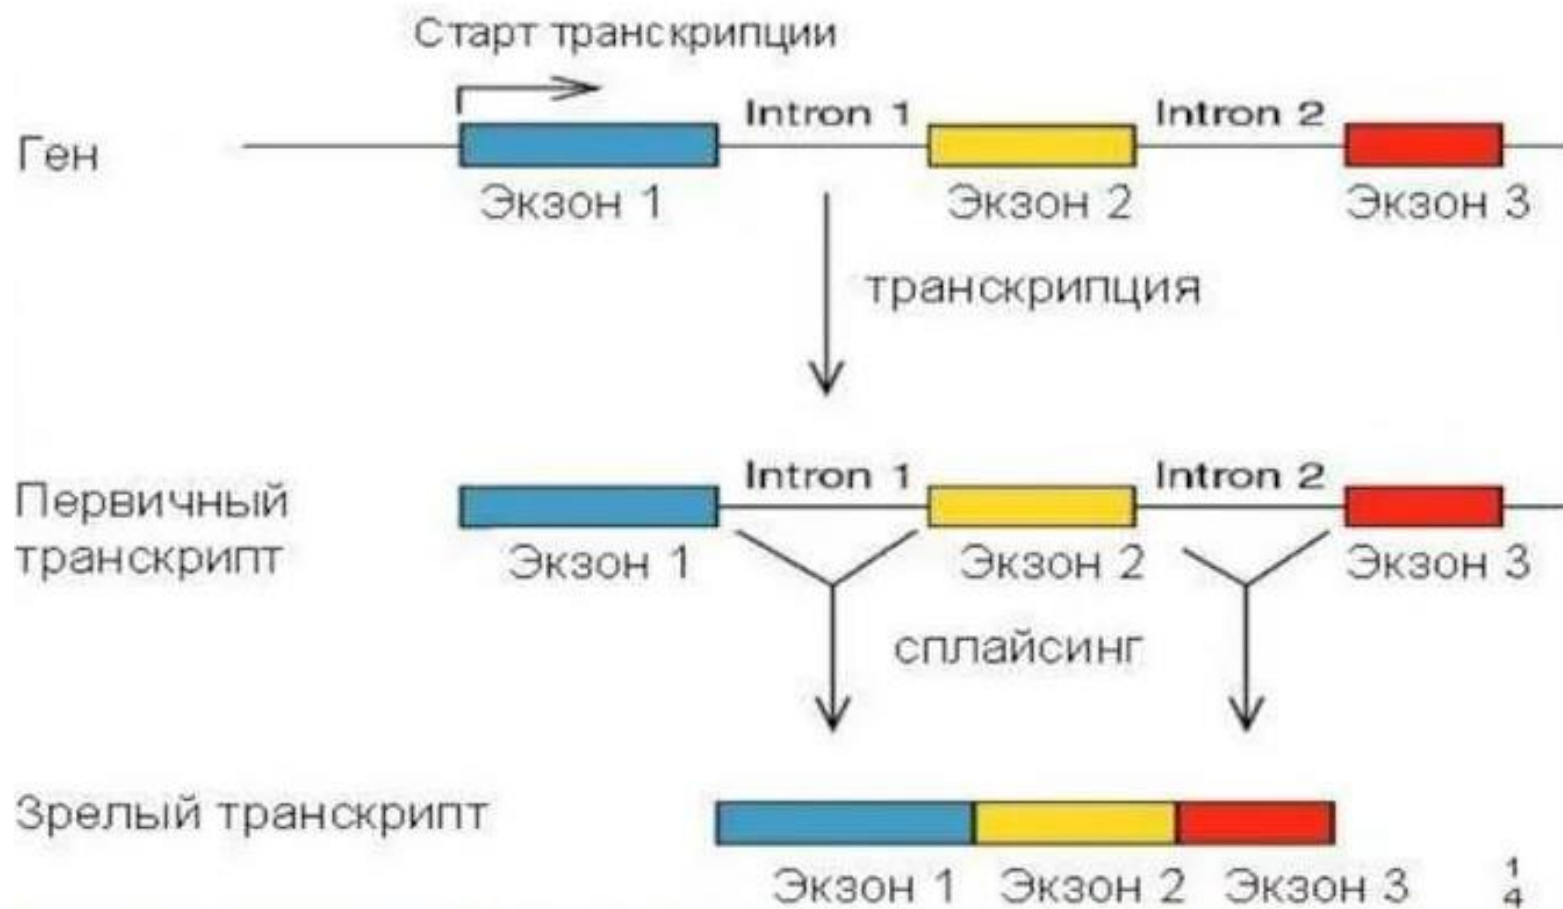 Старт транскрипции
Intron 1 Intron 2
Ген
Экзон 1 Экзон 2 Экзон 3
транскрипция
Intron 1 Intron 2
Первичный
транскрипт
Экзон 1 Экзон 2 Экзон 3
сплайсинг
Зрелый транскрипт
Экзон 1 Экзон 2 Экзон 3
1
4